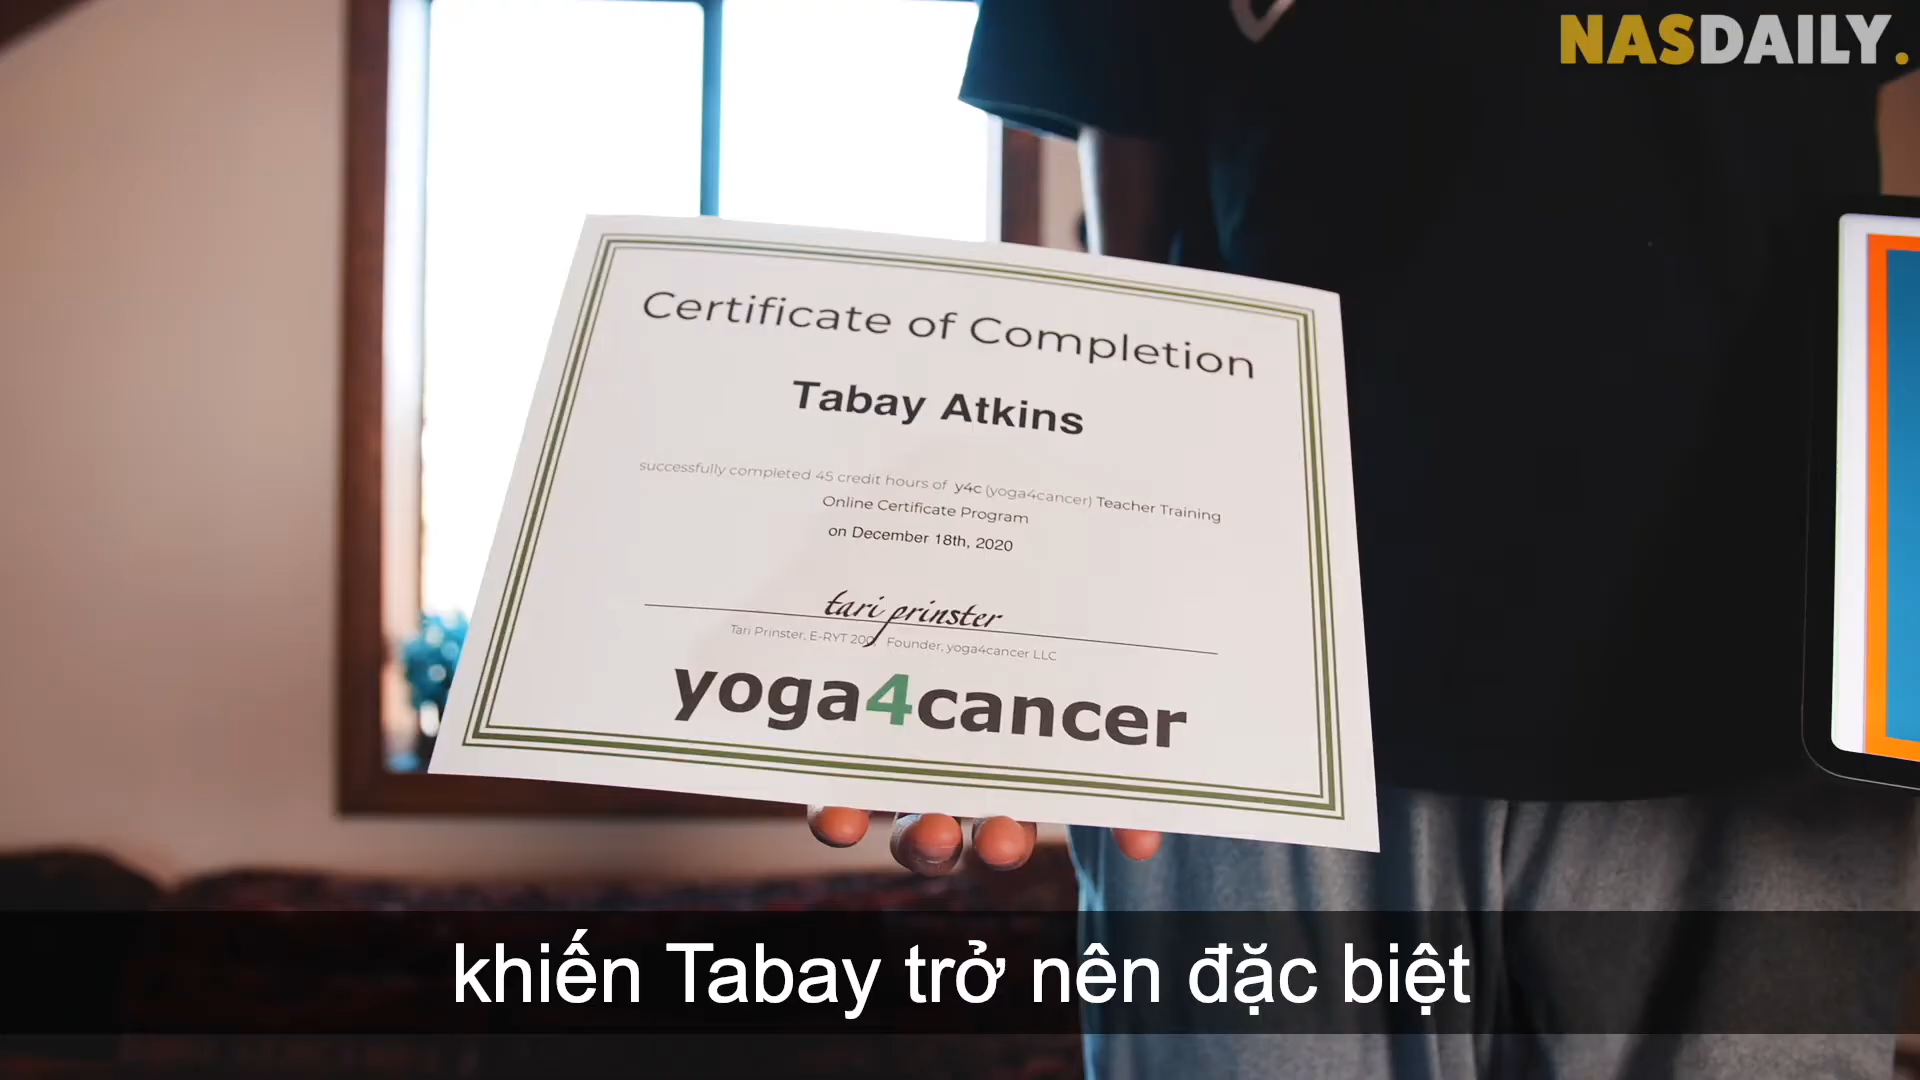 NASDAILY.
Certificate of Completion
Tabay Atkins
successfully completed 45 credit hours of y4c (yoga4cancer) Teacher Training
Online Certificate Program
on December 18th, 2020
tari prinster
Tari Prinster, E-RYT 200, Founder, yoga4cancer LLC
yoga4cancer
khiến Tabay trở nên đặc biệt